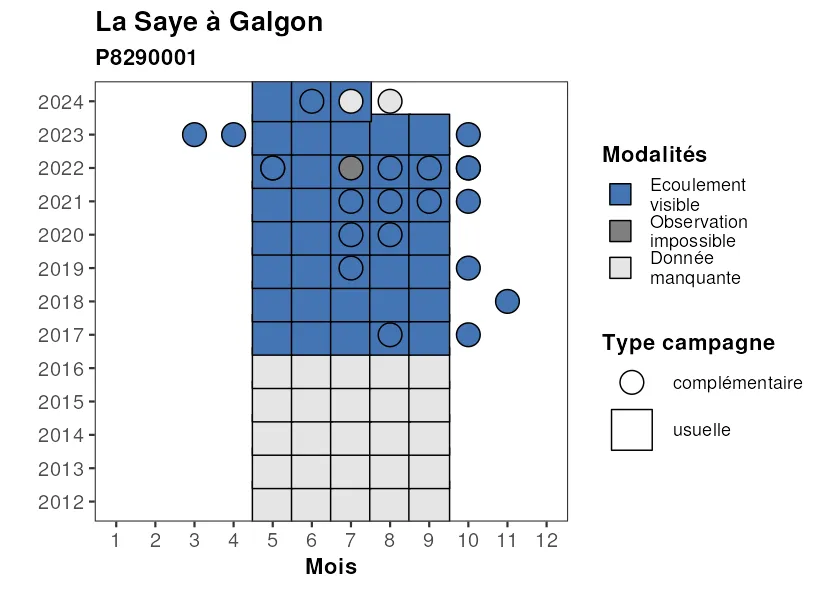 La Saye à Galgon
P8290001
2024
2023
2022
2021
2020
2019
2018
2017
2016
2015
2014
2013
2012
1 2 3 4 5 6 7 8 9 10 11 12
Mois
Modalités
Ecoulement
visible
Observation
impossible
Donnée
manquante
Type campagne
complémentaire
usuelle